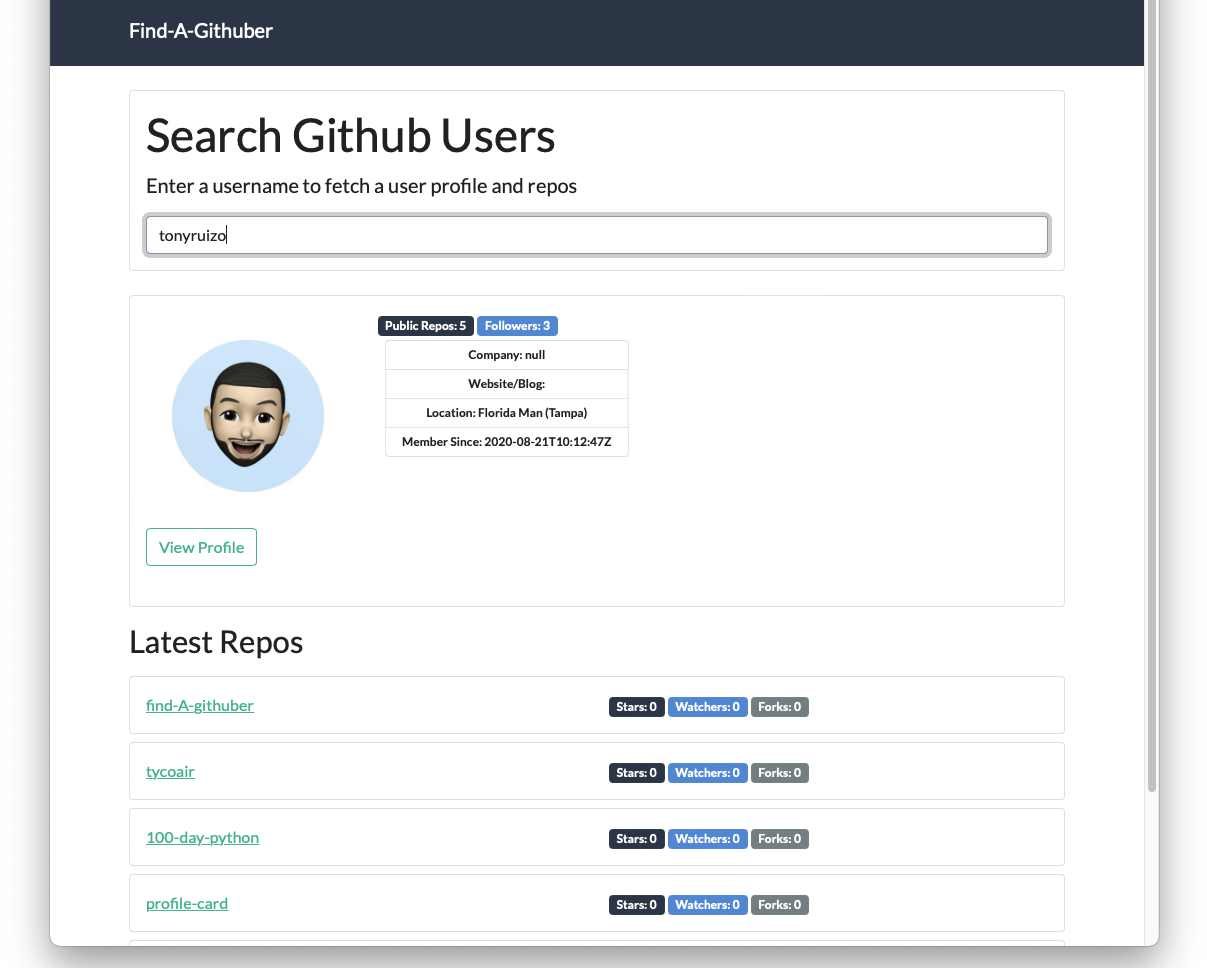 Find-A-Githuber
Search Github Users
Enter a username to fetch a user profile and repos
tonyruizo
Public Repos: 5 Followers: 3
Company: null
Website/Blog:
Location: Florida Man (Tampa)
Member Since: 2020-08-21T10:12:47Z
View Profile
Latest Repos
find-A-githuber Stars: 0 Watchers: 0 Forks: 0
tycoair Stars: 0 Watchers: 0 Forks: 0
100-day-python Stars: 0 Watchers: 0 Forks: 0
profile-card Stars: 0 Watchers: 0 Forks: 0